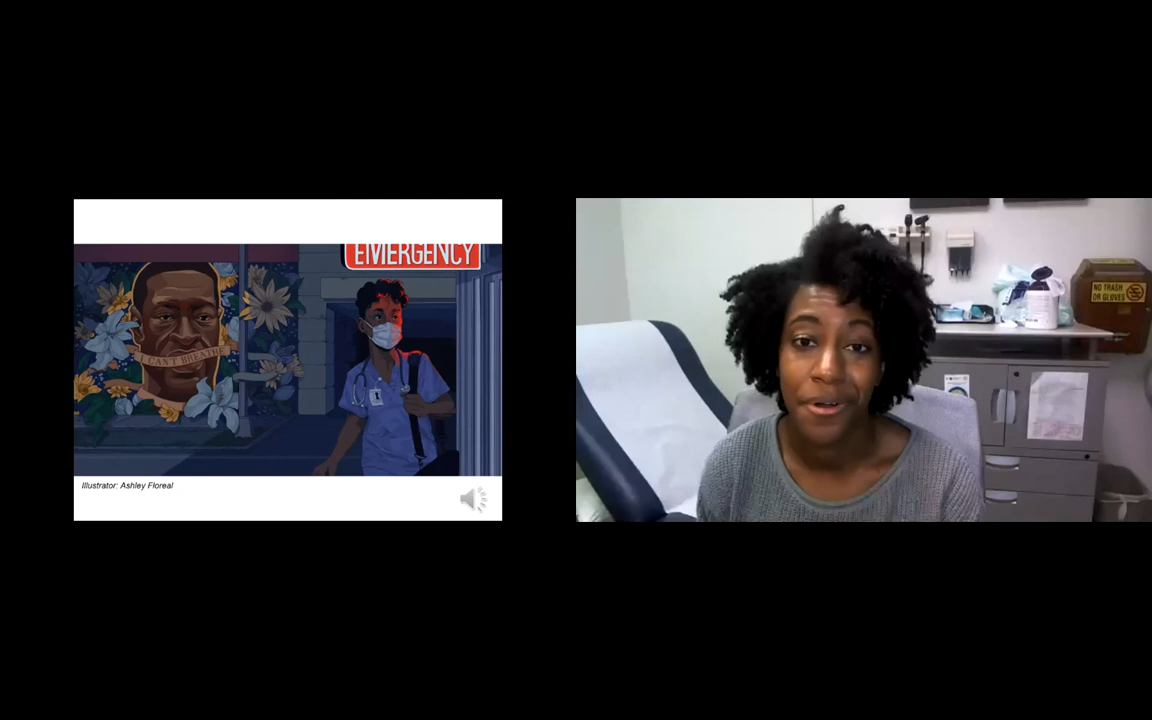 EMERGENCY
I CAN'T BREATHE
Illustrator: Ashley Floreal
NO TRASH
OR GLOVES